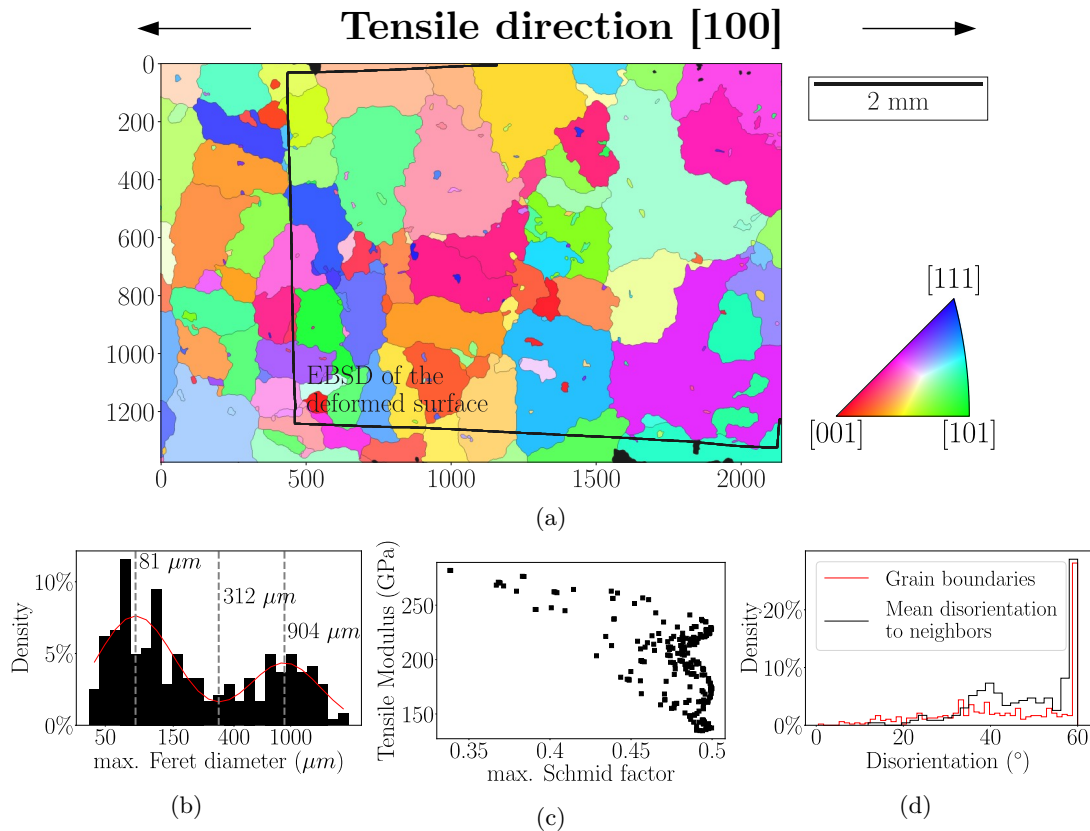 Tensile direction [100]
0
200
400
600
800
1000
1200
0
500
1000
1500
2000
EBSD of the
deformed surface
2 mm
[111]
[001]
[101]
(a)
10%
5%
0%
Density
81 μm
312 μm
904 μm
50
150
400
1000
max. Feret diameter (μm)
(b)
Tensile Modulus (GPa)
250
200
150
0.35
0.4
0.45
0.5
max. Schmid factor
(c)
Density
20%
10%
0%
Grain boundaries
Mean disorientation
to neighbors
0
20
40
60
Disorientation (°)
(d)